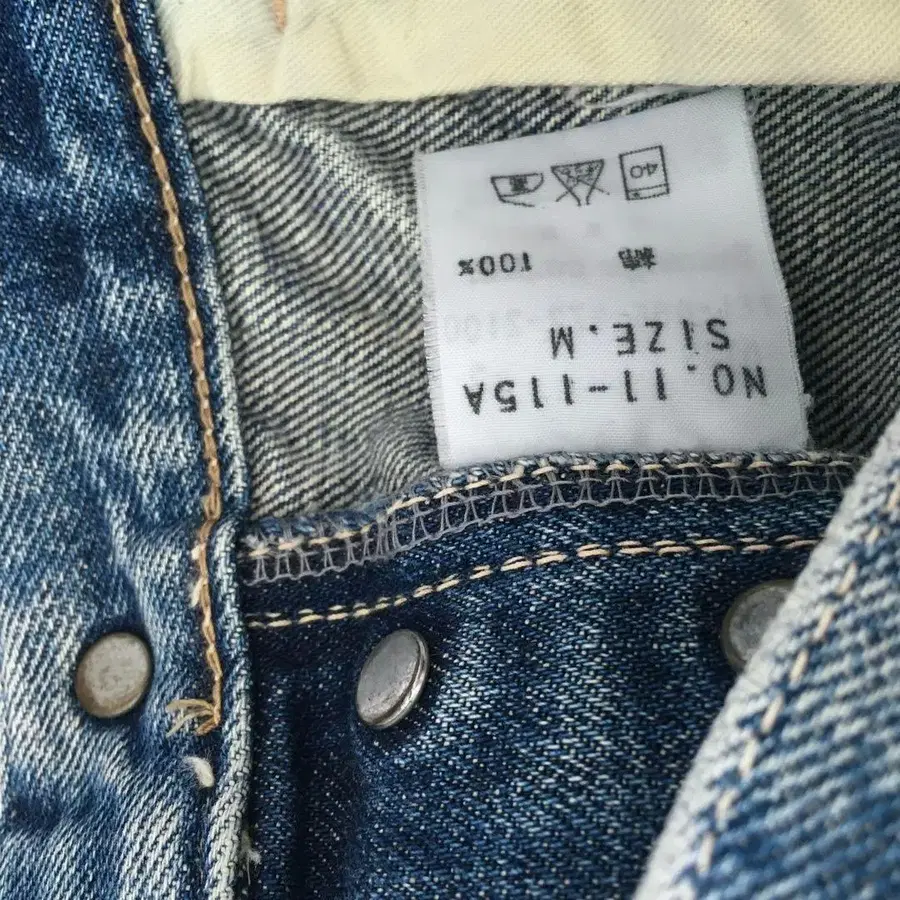 NO. 11-115A
SIZE. M
綿 100%
40